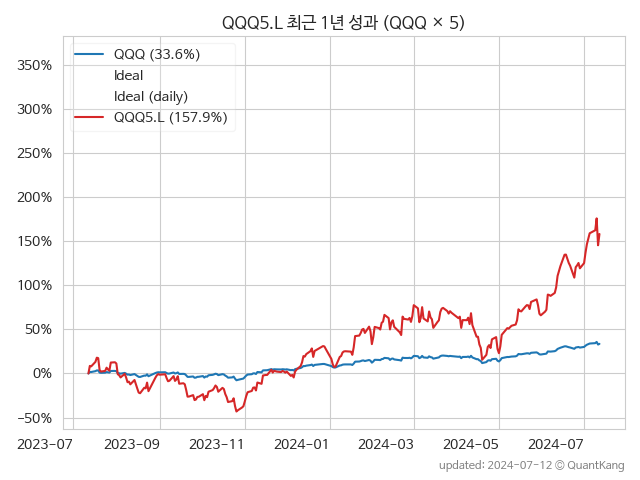 QQQ5.L 최근 1년 성과 (QQQ × 5)
QQQ (33.6%)
Ideal
Ideal (daily)
QQQ5.L (157.9%)
350%
300%
250%
200%
150%
100%
50%
0%
−50%
2023-07 2023-09 2023-11 2024-01 2024-03 2024-05 2024-07
updated: 2024-07-12 © QuantKang